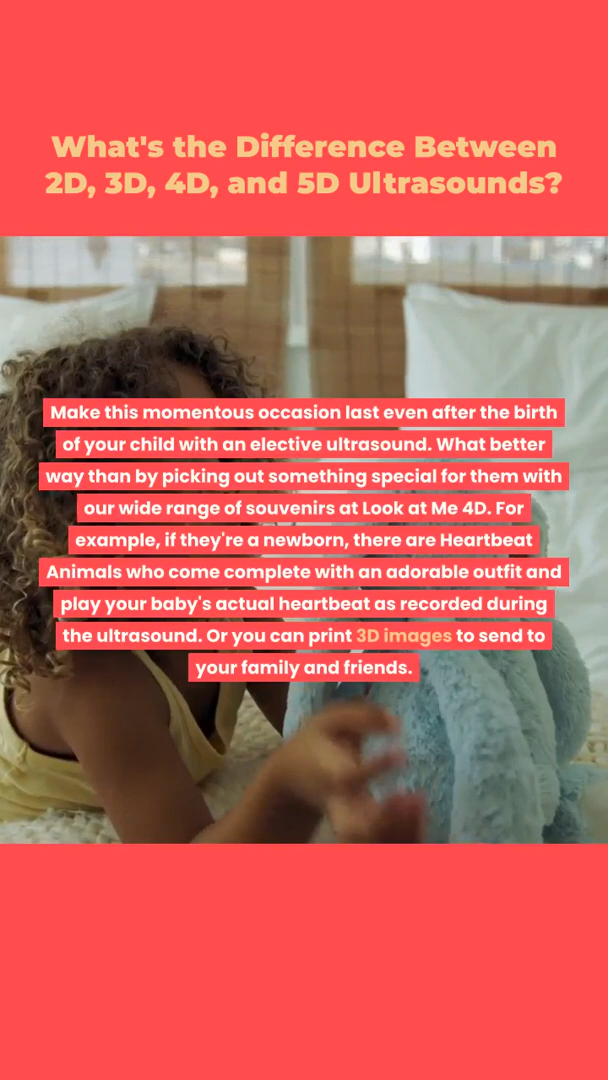 What's the Difference Between
2D, 3D, 4D, and 5D Ultrasounds?
Make this momentous occasion last even after the birth
of your child with an elective ultrasound. What better
way than by picking out something special for them with
our wide range of souvenirs at Look at Me 4D. For
example, if they're a newborn, there are Heartbeat
Animals who come complete with an adorable outfit and
play your baby's actual heartbeat as recorded during
the ultrasound. Or you can print 3D images to send to
your family and friends.